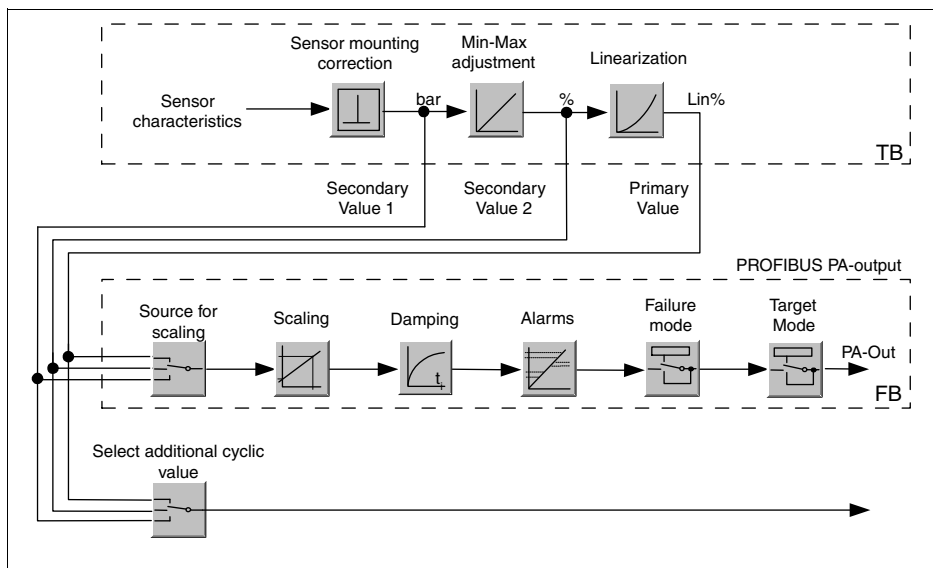 Sensor mounting
correction
Min-Max
adjustment
Linearization
Sensor
characteristics
bar
%
Lin%
TB
Secondary
Value 1
Secondary
Value 2
Primary
Value
PROFIBUS PA-output
Source for
scaling
Scaling
Damping
Alarms
Failure
mode
Target
Mode
t
PA-Out
FB
Select additional cyclic
value